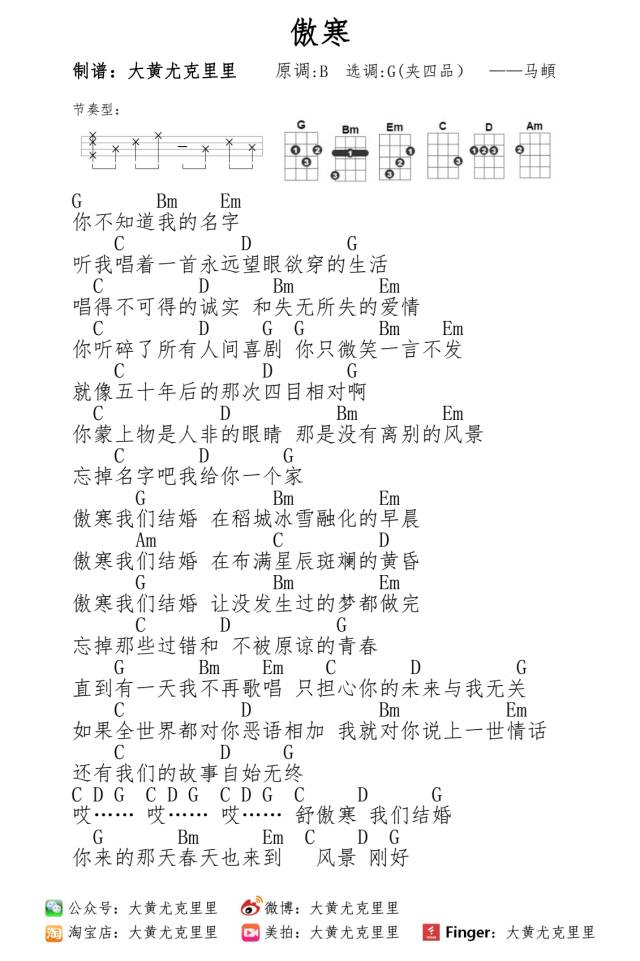 傲寒
制谱：大黄尤克里里 原调:B 选调:G(夹四品) ——马頔
节奏型：
G Bm Em C D Am
G Bm Em
你不知道我的名字
C D G
听我唱着一首永远望眼欲穿的生活
C D Bm Em
唱得不可得的诚实 和失无所失的爱情
C D G G Bm Em
你听碎了所有人间喜剧 你只微笑一言不发
C D G
就像五十年后的那次四目相对啊
C D Bm Em
你蒙上物是人非的眼睛 那是没有离别的风景
C D G
忘掉名字吧我给你一个家
G Bm Em
傲寒我们结婚 在稻城冰雪融化的早晨
Am C D
傲寒我们结婚 在布满星辰斑斓的黄昏
G Bm Em
傲寒我们结婚 让没发生过的梦都做完
C D G
忘掉那些过错和 不被原谅的青春
G Bm Em C D G
直到有一天我不再歌唱 只担心你的未来与我无关
C D Bm Em
如果全世界都对你恶语相加 我就对你说上一世情话
C D G
还有我们的故事自始无终
C D G C D G C D G C D G
哎…… 哎…… 哎…… 舒傲寒 我们结婚
G Bm Em C D G
你来的那天春天也来到 风景 刚好
公众号：大黄尤克里里 微博：大黄尤克里里
淘宝店：大黄尤克里里 美拍：大黄尤克里里 Finger：大黄尤克里里